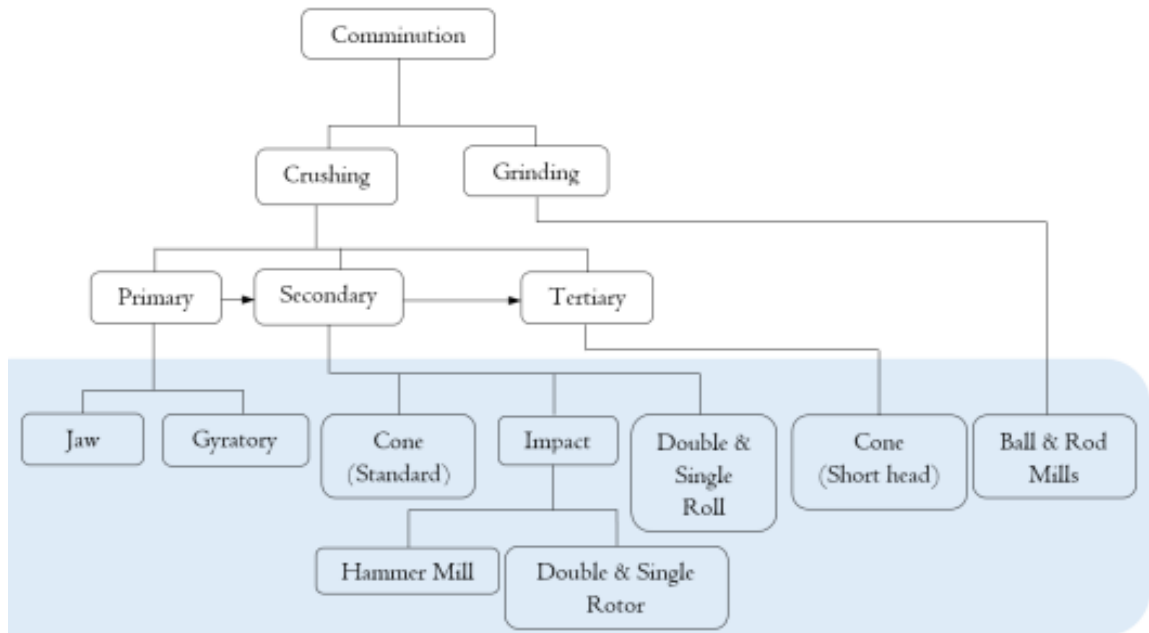 Comminution
Crushing
Grinding
Primary
Secondary
Tertiary
Jaw
Gyratory
Cone
(Standard)
Impact
Double &
Single
Roll
Cone
(Short head)
Ball & Rod
Mills
Hammer Mill
Double & Single
Rotor